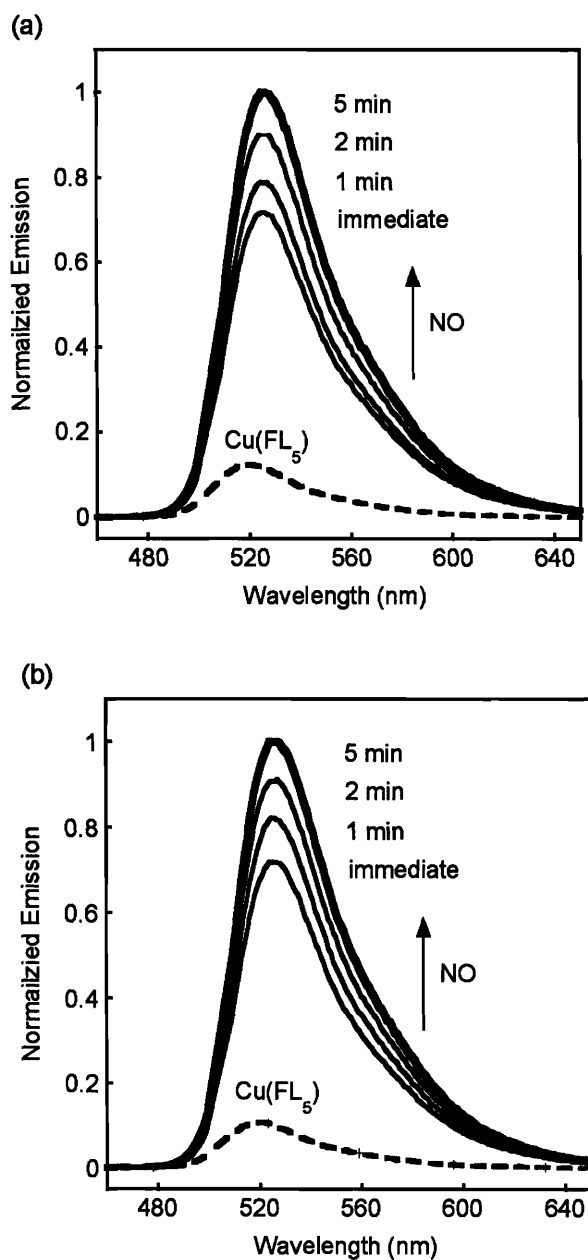 (a)
Normailzied Emission
1
0.8
0.6
0.4
0.2
0
5 min
2 min
1 min
immediate
NO
Cu(FL5)
480 520 560 600 640
Wavelength (nm)
(b)
Normailzied Emission
1
0.8
0.6
0.4
0.2
0
5 min
2 min
1 min
immediate
NO
Cu(FL5)
480 520 560 600 640
Wavelength (nm)